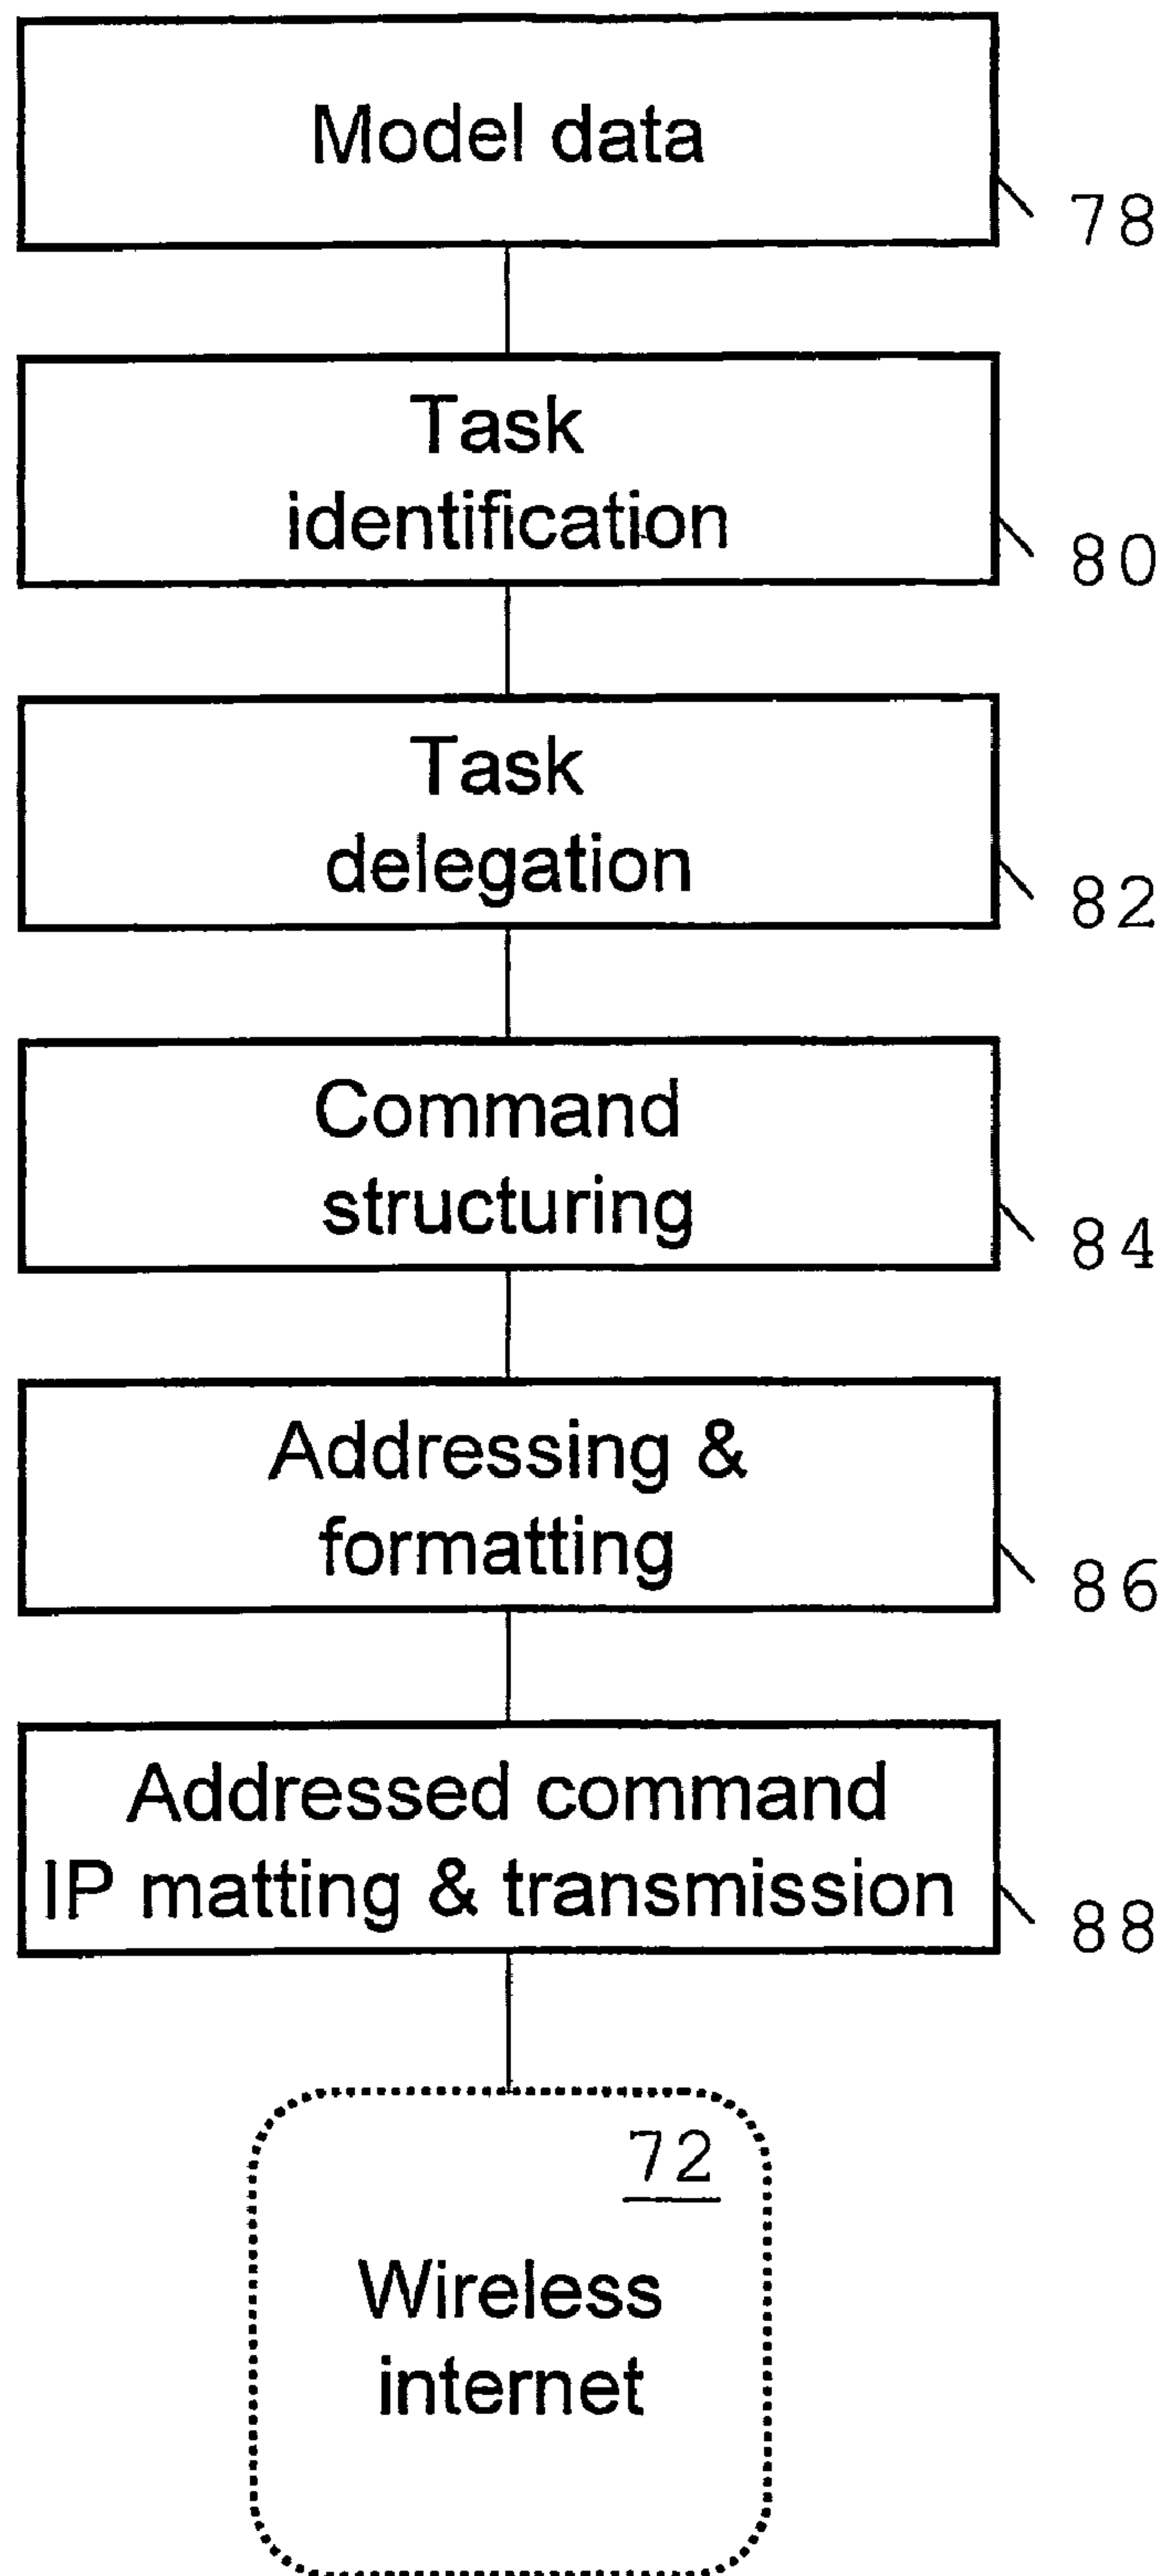 Model data
78
Task
identification
80
Task
delegation
82
Command
structuring
84
Addressing &
formatting
86
Addressed command
IP matting & transmission
88
72
Wireless
internet